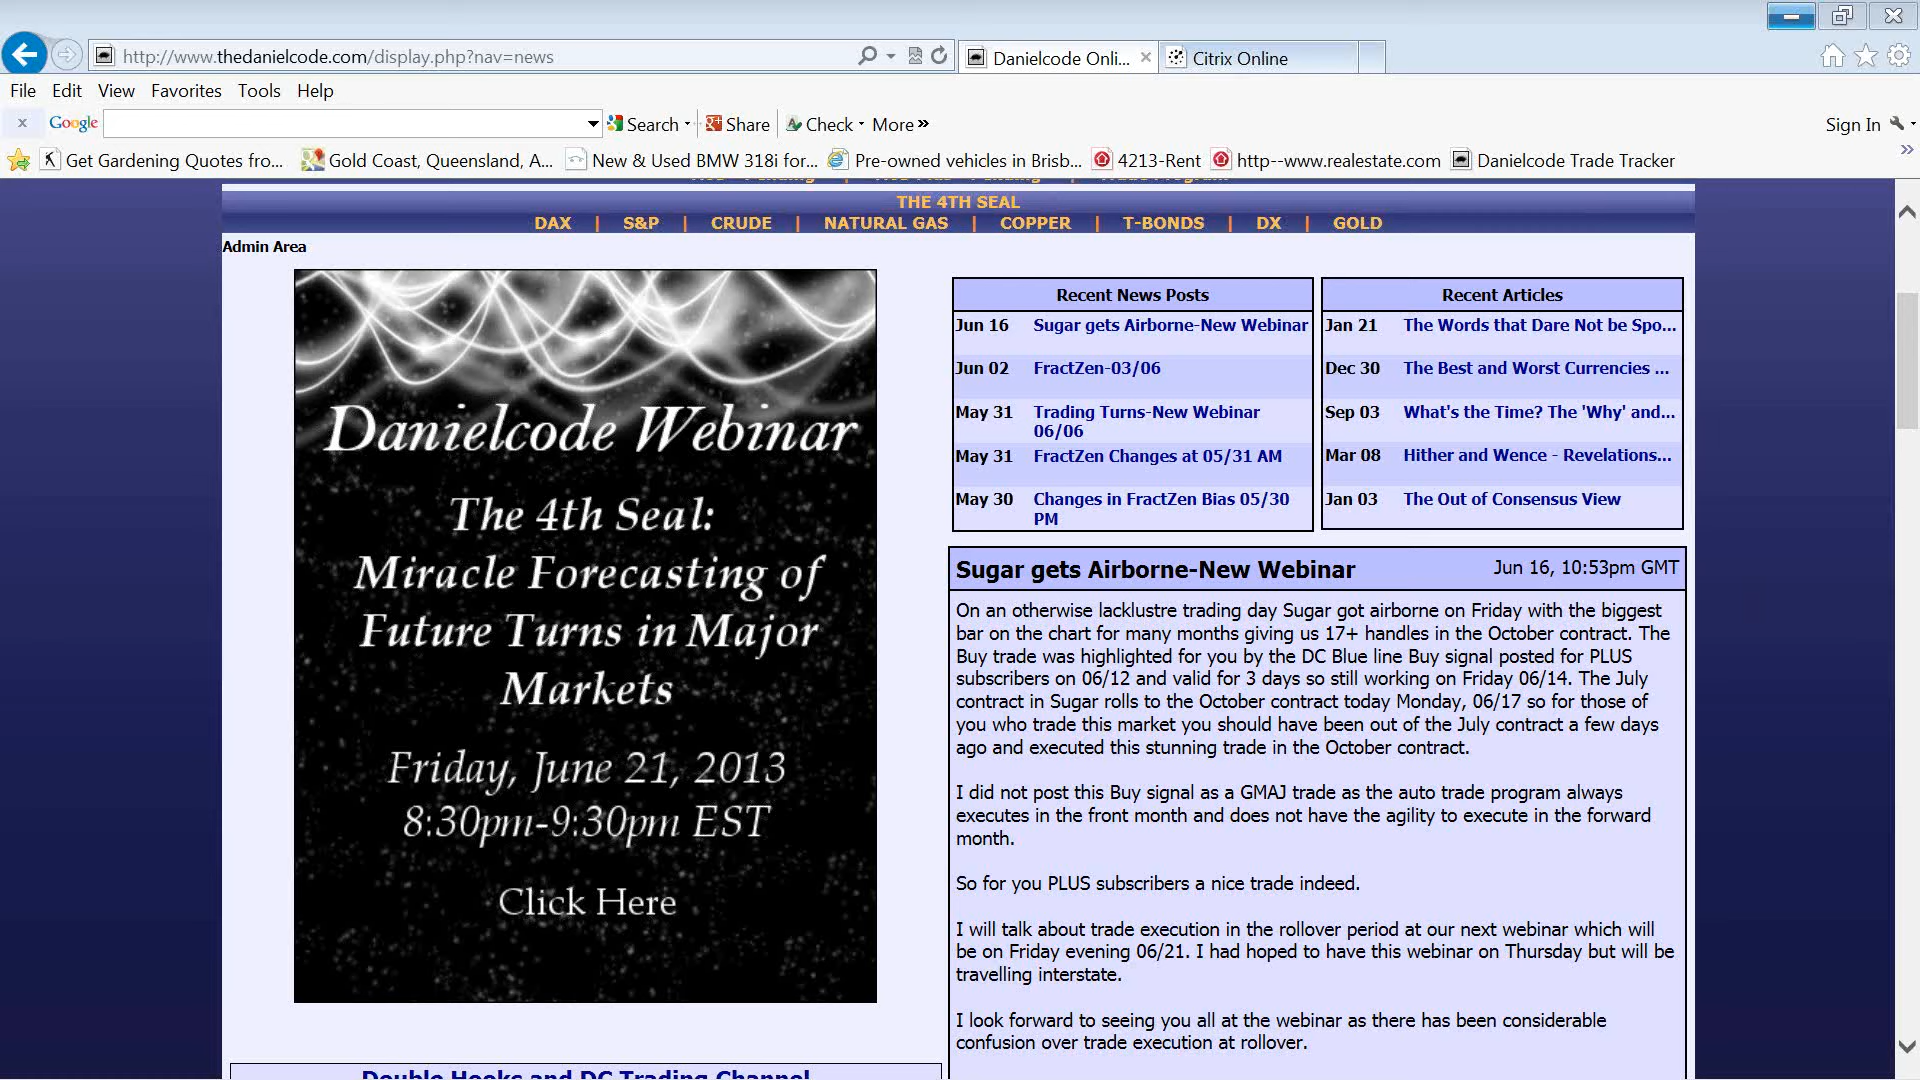 http://www.thedanielcode.com/display.php?nav=news
Danielcode Onli...
Citrix Online
File Edit View Favorites Tools Help
x Google Search Share Check More »
Sign In
Get Gardening Quotes fro...
Gold Coast, Queensland, A...
New & Used BMW 318i for...
Pre-owned vehicles in Brisb...
4213-Rent
http--www.realestate.com
Danielcode Trade Tracker
THE 4TH SEAL
DAX | S&P | CRUDE | NATURAL GAS | COPPER | T-BONDS | DX | GOLD
Admin Area
Danielcode Webinar
The 4th Seal:
Miracle Forecasting of
Future Turns in Major
Markets
Friday, June 21, 2013
8:30pm-9:30pm EST
Click Here
Double Hooks and DC Trading Channel
Recent News Posts
Jun 16 Sugar gets Airborne-New Webinar
Jun 02 FractZen-03/06
May 31 Trading Turns-New Webinar
06/06
May 31 FractZen Changes at 05/31 AM
May 30 Changes in FractZen Bias 05/30
PM
Recent Articles
Jan 21 The Words that Dare Not be Spo...
Dec 30 The Best and Worst Currencies ...
Sep 03 What's the Time? The 'Why' and...
Mar 08 Hither and Wence - Revelations...
Jan 03 The Out of Consensus View
Sugar gets Airborne-New Webinar Jun 16, 10:53pm GMT
On an otherwise lacklustre trading day Sugar got airborne on Friday with the biggest
bar on the chart for many months giving us 17+ handles in the October contract. The
Buy trade was highlighted for you by the DC Blue line Buy signal posted for PLUS
subscribers on 06/12 and valid for 3 days so still working on Friday 06/14. The July
contract in Sugar rolls to the October contract today Monday, 06/17 so for those of
you who trade this market you should have been out of the July contract a few days
ago and executed this stunning trade in the October contract.
I did not post this Buy signal as a GMAJ trade as the auto trade program always
executes in the front month and does not have the agility to execute in the forward
month.
So for you PLUS subscribers a nice trade indeed.
I will talk about trade execution in the rollover period at our next webinar which will
be on Friday evening 06/21. I had hoped to have this webinar on Thursday but will be
travelling interstate.
I look forward to seeing you all at the webinar as there has been considerable
confusion over trade execution at rollover.